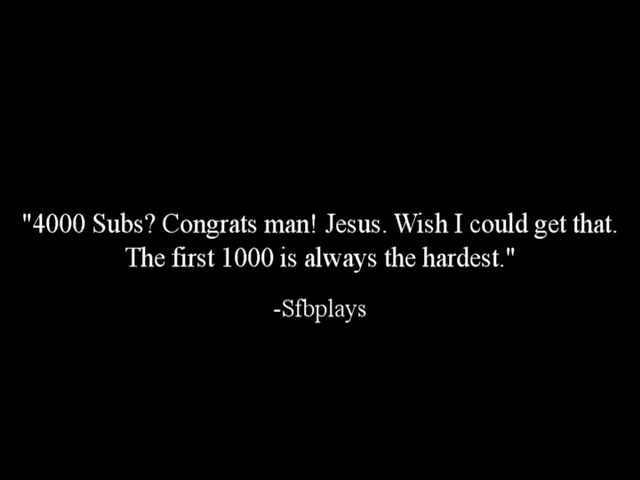 "4000 Subs? Congrats man! Jesus. Wish I could get that.
The first 1000 is always the hardest."
-Sfbplays